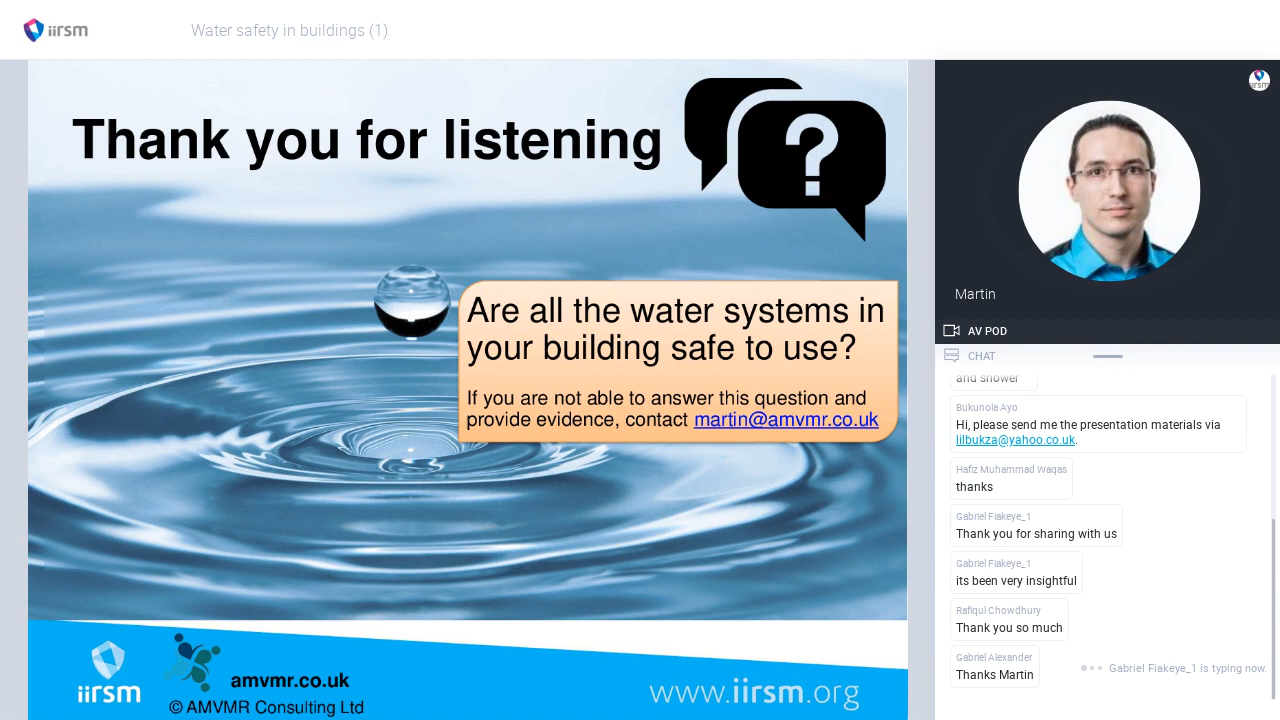 iirsm
Water safety in buildings (1)
Thank you for listening
?
Are all the water systems in
your building safe to use?
If you are not able to answer this question and
provide evidence, contact martin@amvmr.co.uk
iirsm
amvmr.co.uk
© AMVMR Consulting Ltd
www.iirsm.org
iirsm
Martin
AV POD
CHAT
and shower
Bukunola Ayo
Hi, please send me the presentation materials via
lilbukza@yahoo.co.uk.
Hafiz Muhammad Waqas
thanks
Gabriel Fiakeye_1
Thank you for sharing with us
Gabriel Fiakeye_1
its been very insightful
Rafiqul Chowdhury
Thank you so much
Gabriel Alexander
Thanks Martin
Gabriel Fiakeye_1 is typing now.